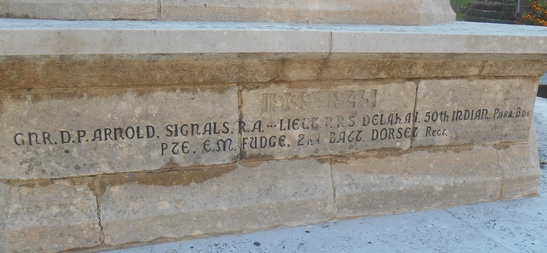 1939 1945
GNR. D.P. ARNOLD. SIGNALS. R.A. ... LIEUT R.R.S DELAHAY. 50th INDIAN. PARA. BDE
PTE. E.M. FUDGE. 2nd BATT DORSET REGT.